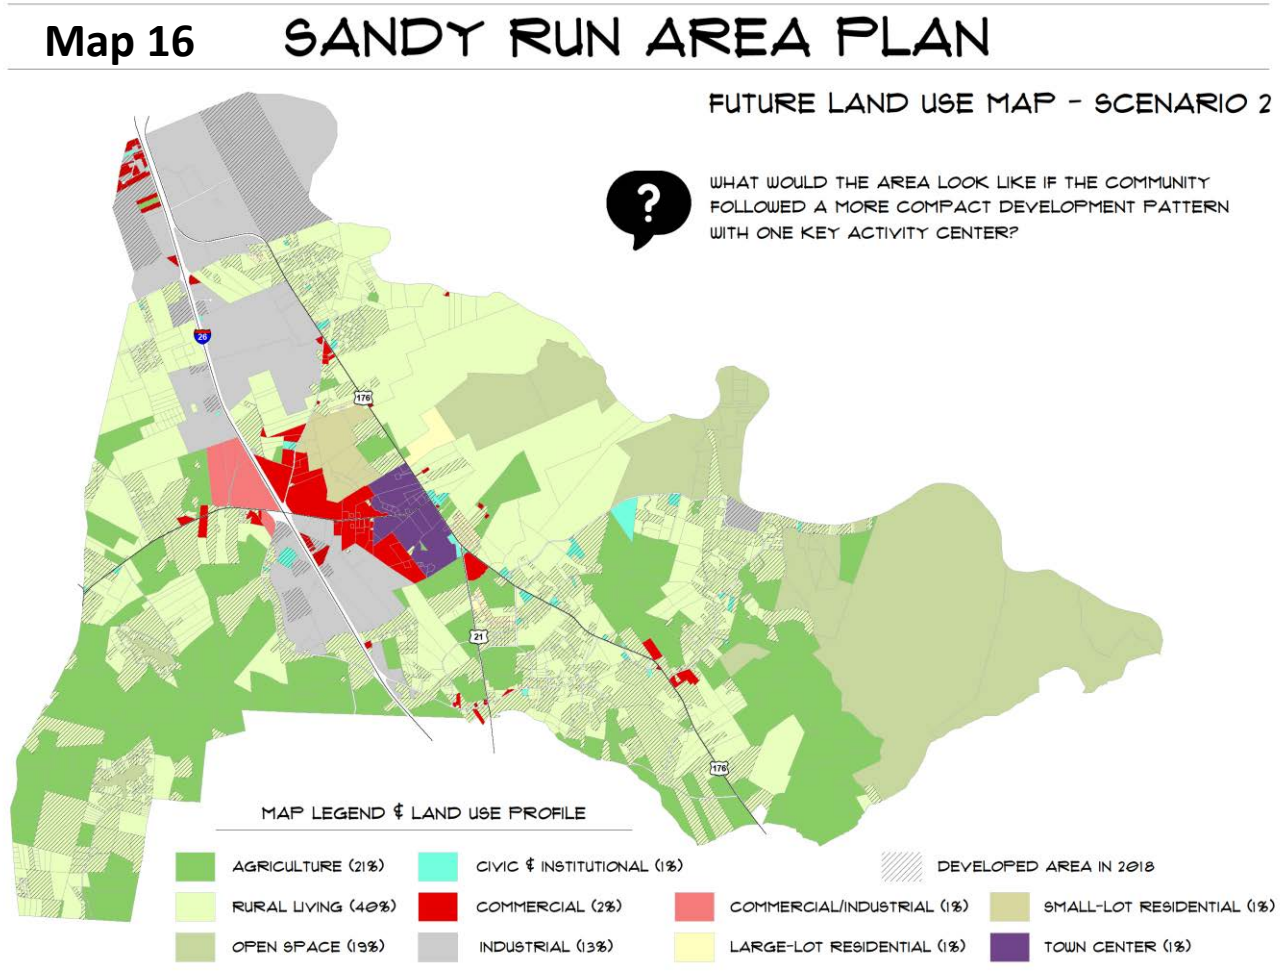 Map 16
SANDY RUN AREA PLAN
FUTURE LAND USE MAP - SCENARIO 2
?
WHAT WOULD THE AREA LOOK LIKE IF THE COMMUNITY
FOLLOWED A MORE COMPACT DEVELOPMENT PATTERN
WITH ONE KEY ACTIVITY CENTER?
26
176
21
176
MAP LEGEND & LAND USE PROFILE
AGRICULTURE (21%)
CIVIC & INSTITUTIONAL (1%)
DEVELOPED AREA IN 2018
RURAL LIVING (40%)
COMMERCIAL (2%)
COMMERCIAL/INDUSTRIAL (1%)
SMALL-LOT RESIDENTIAL (1%)
OPEN SPACE (19%)
INDUSTRIAL (13%)
LARGE-LOT RESIDENTIAL (1%)
TOWN CENTER (1%)